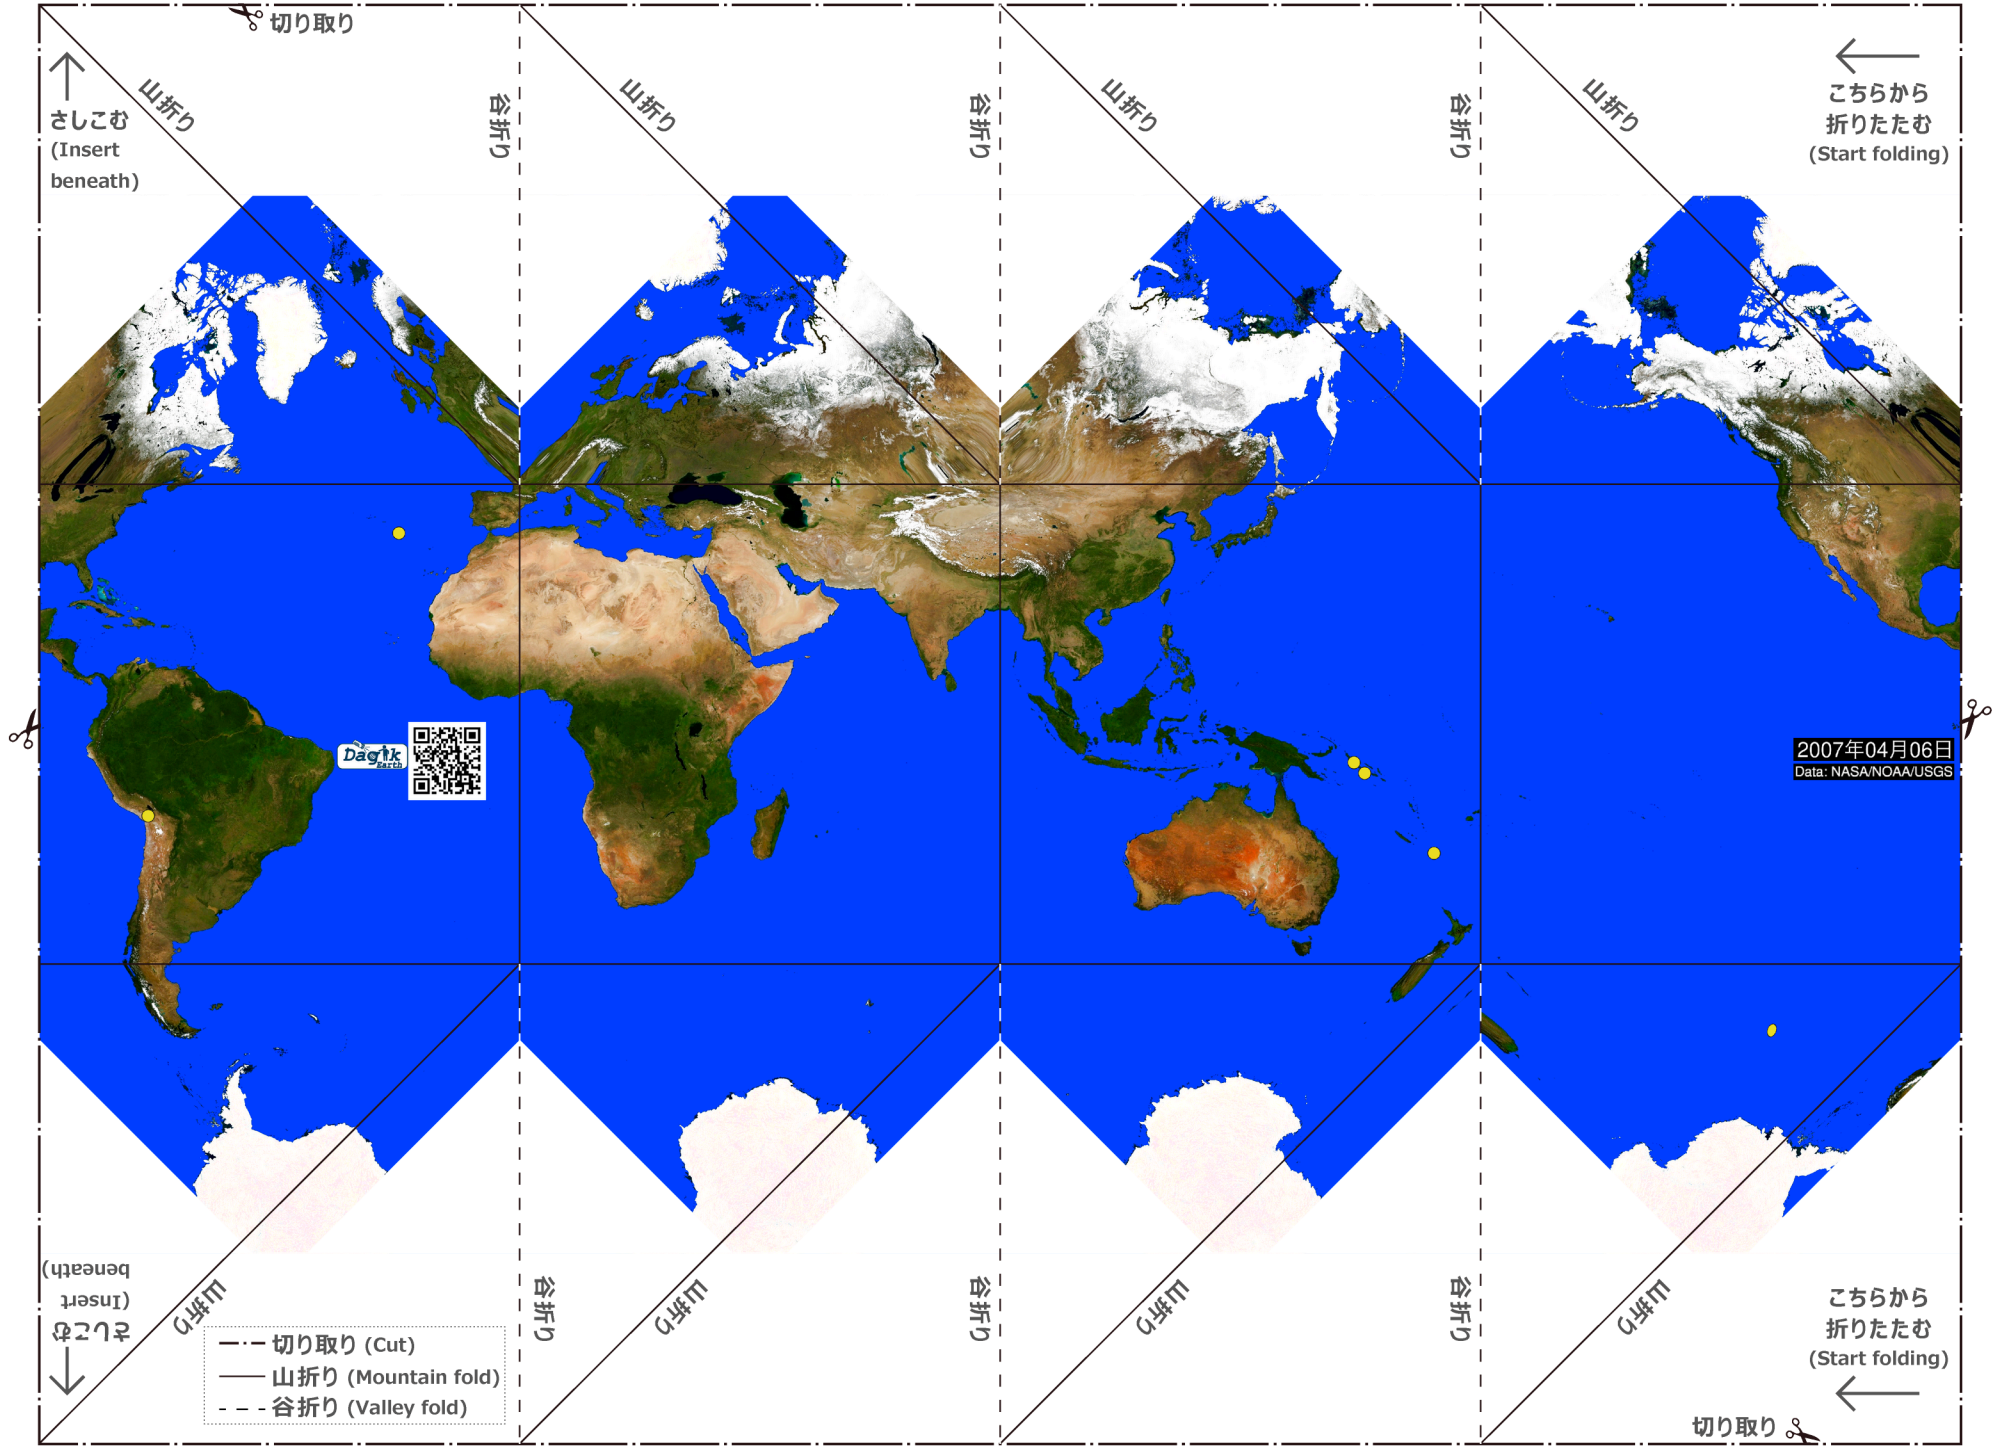 切り取り
さしこむ
(Insert
beneath)
山折り
谷折り
山折り
谷折り
山折り
谷折り
山折り
こちらから
折りたたむ
(Start folding)
Dagik
Earth
2007年04月06日
Data: NASA/NOAA/USGS
さしこむ
(Insert
beneath)
山折り
谷折り
山折り
谷折り
山折り
谷折り
山折り
こちらから
折りたたむ
(Start folding)
切り取り (Cut)
山折り (Mountain fold)
谷折り (Valley fold)
切り取り